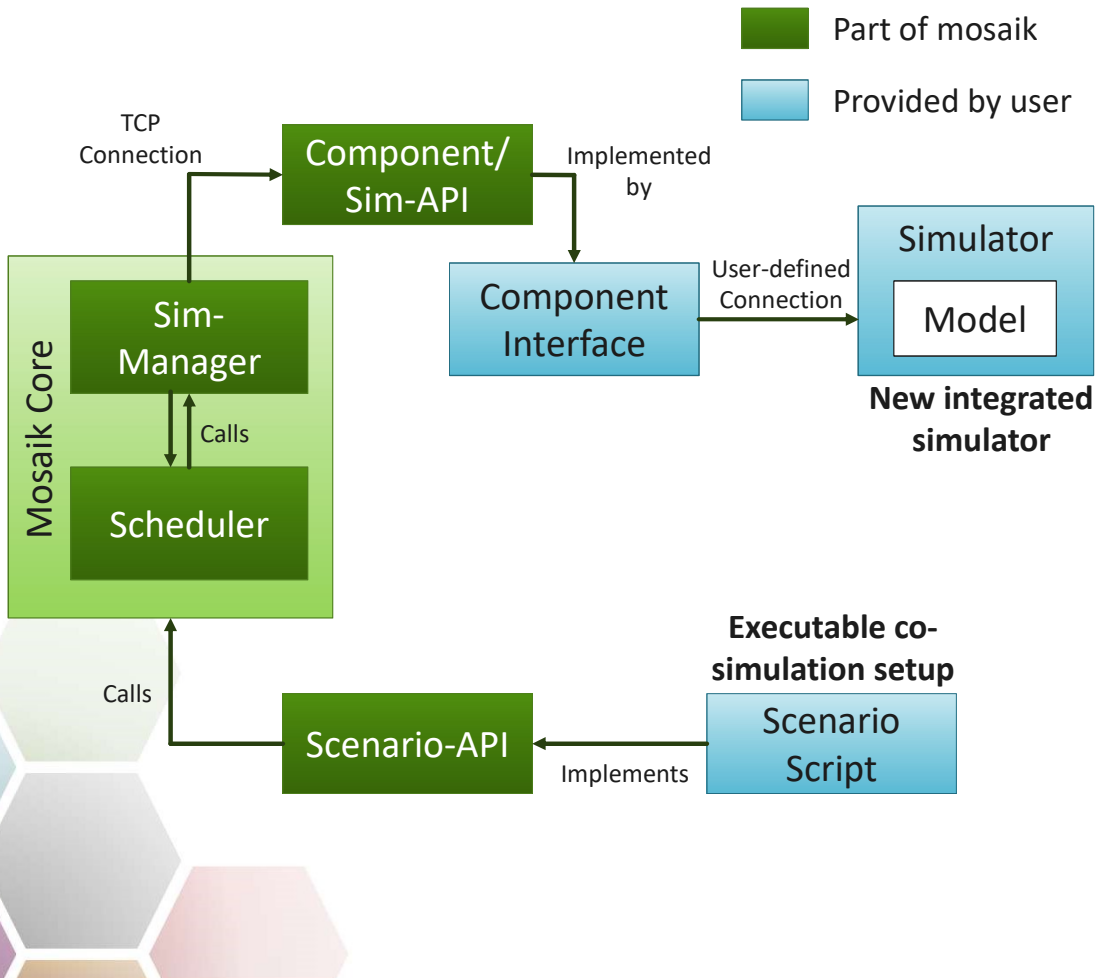 Part of mosaik
Provided by user
TCP
Connection
Component/
Sim-API
Implemented
by
Component
Interface
User-defined
Connection
Simulator
Model
New integrated
simulator
Mosaik Core
Sim-
Manager
Calls
Scheduler
Calls
Scenario-API
Implements
Executable co-
simulation setup
Scenario
Script